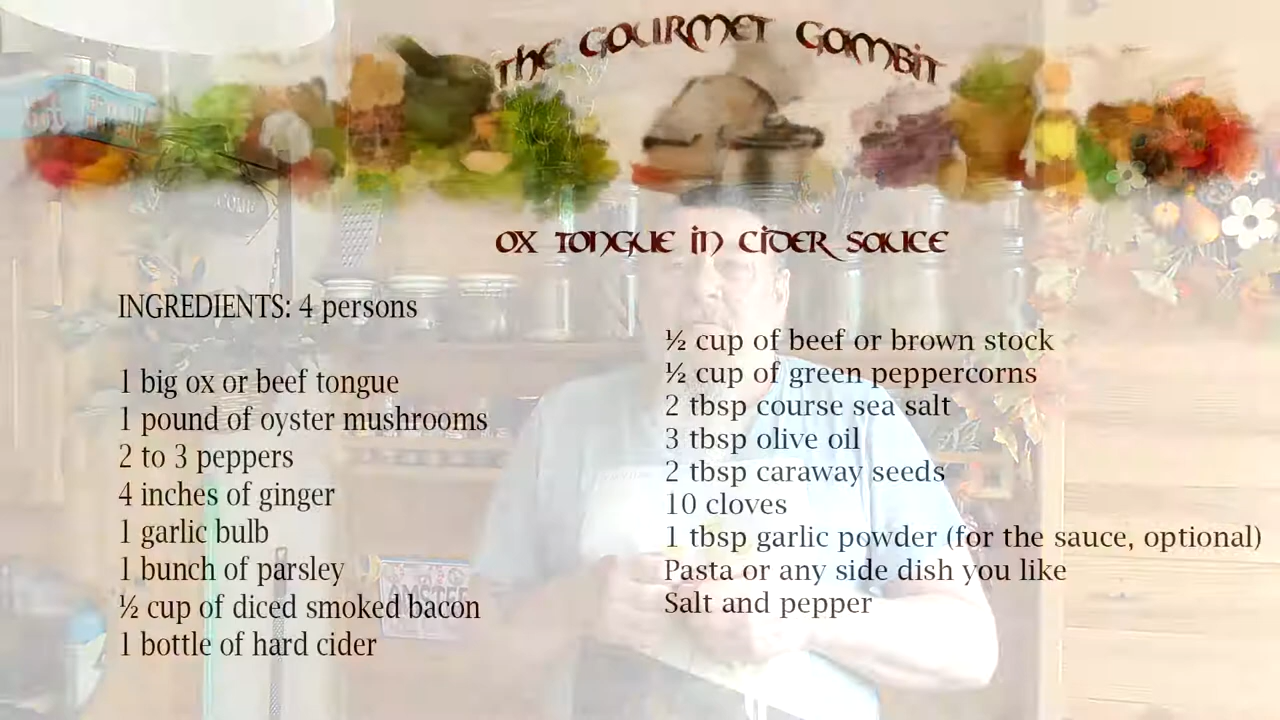 The Gourmet Gambit
Ox Tongue in Cider Sauce
INGREDIENTS: 4 persons
1 big ox or beef tongue
1 pound of oyster mushrooms
2 to 3 peppers
4 inches of ginger
1 garlic bulb
1 bunch of parsley
½ cup of diced smoked bacon
1 bottle of hard cider
½ cup of beef or brown stock
½ cup of green peppercorns
2 tbsp course sea salt
3 tbsp olive oil
2 tbsp caraway seeds
10 cloves
1 tbsp garlic powder (for the sauce, optional)
Pasta or any side dish you like
Salt and pepper